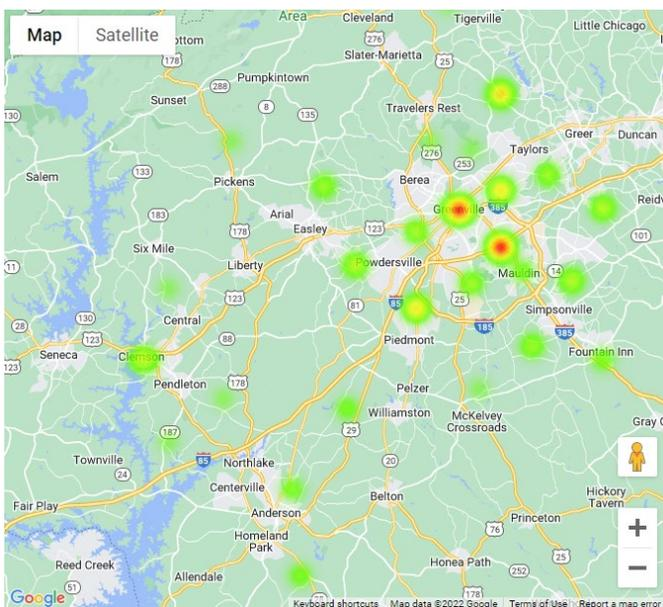 Map
Satellite
Area
Cleveland
Tigerville
Little Chicago
276
Slater-Marietta
25
178
Pumpkintown
288
Sunset
8
135
Travelers Rest
130
Greer
Duncan
Taylors
276
253
Salem
133
Pickens
Berea
183
Arial
Greenville
385
Reidv
Easley
123
178
101
Six Mile
Liberty
Powdersville
11
Mauldin
14
123
81
85
25
Simpsonville
130
Central
28
185
385
123
88
Piedmont
Seneca
Clemson
Fountain Inn
123
Pendleton
178
Pelzer
Williamston
McKelvey
Crossroads
29
Gray C
187
Townville
85
Northlake
20
24
Centerville
Belton
Hickory
Tavern
Fair Play
Anderson
Princeton
76
Homeland
Park
Reed Creek
Honea Path
25
252
Allendale
51
178
Google
Keyboard shortcuts
Map data ©2022 Google
Terms of Use
Report a map error